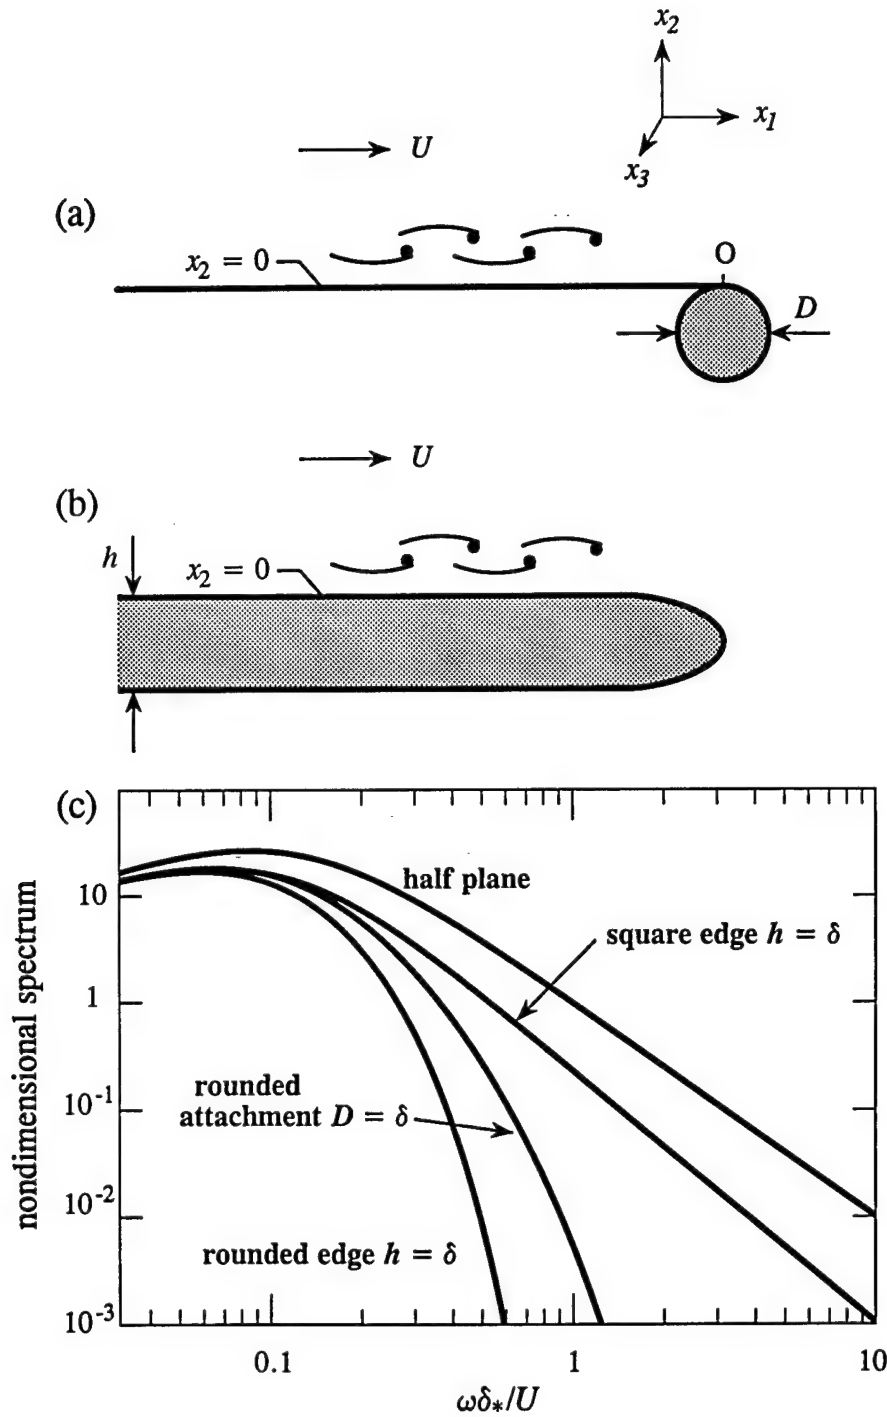 x₂
x₁
x₃
U
(a)
x₂ = 0
O
D
U
(b)
h
x₂ = 0
(c)
half plane
square edge h = δ
rounded
attachment D = δ
rounded edge h = δ
nondimensional spectrum
10
1
10⁻¹
10⁻²
10⁻³
0.1
1
10
ωδ*/U